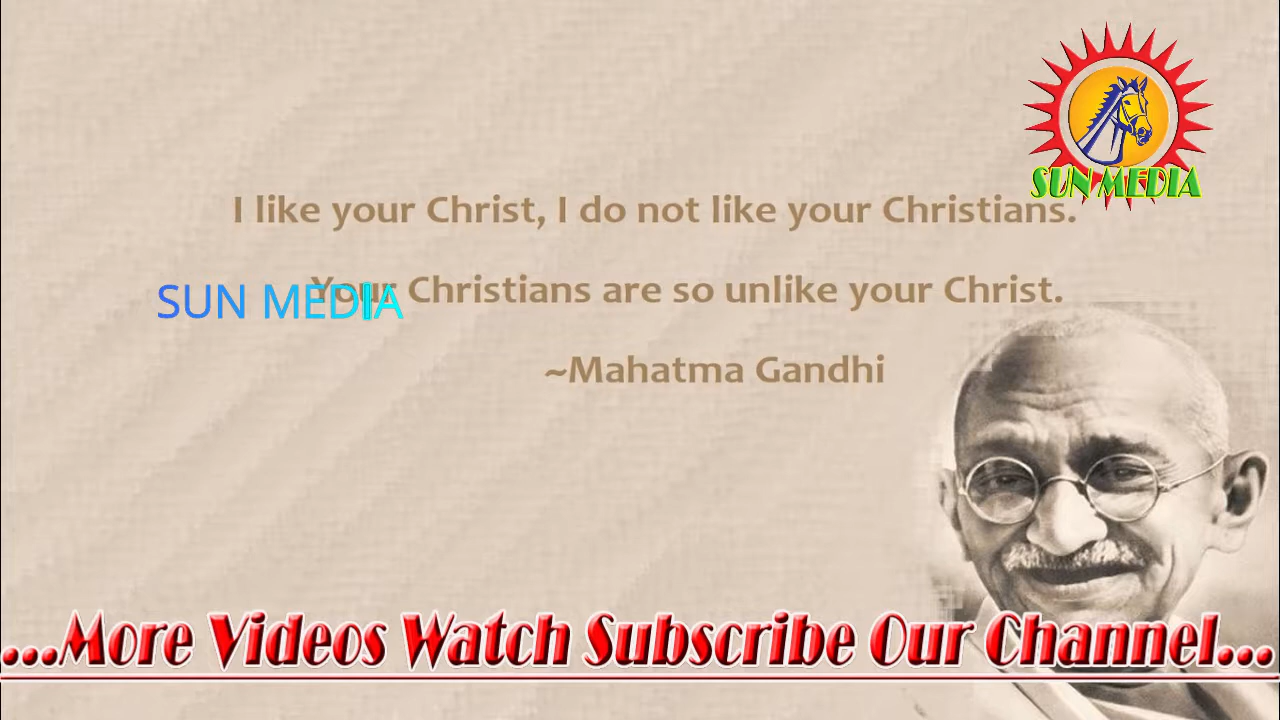 SUN MEDIA
I like your Christ, I do not like your Christians.
Your Christians are so unlike your Christ.
SUN MEDIA
~Mahatma Gandhi
...More Videos Watch Subscribe Our Channel...